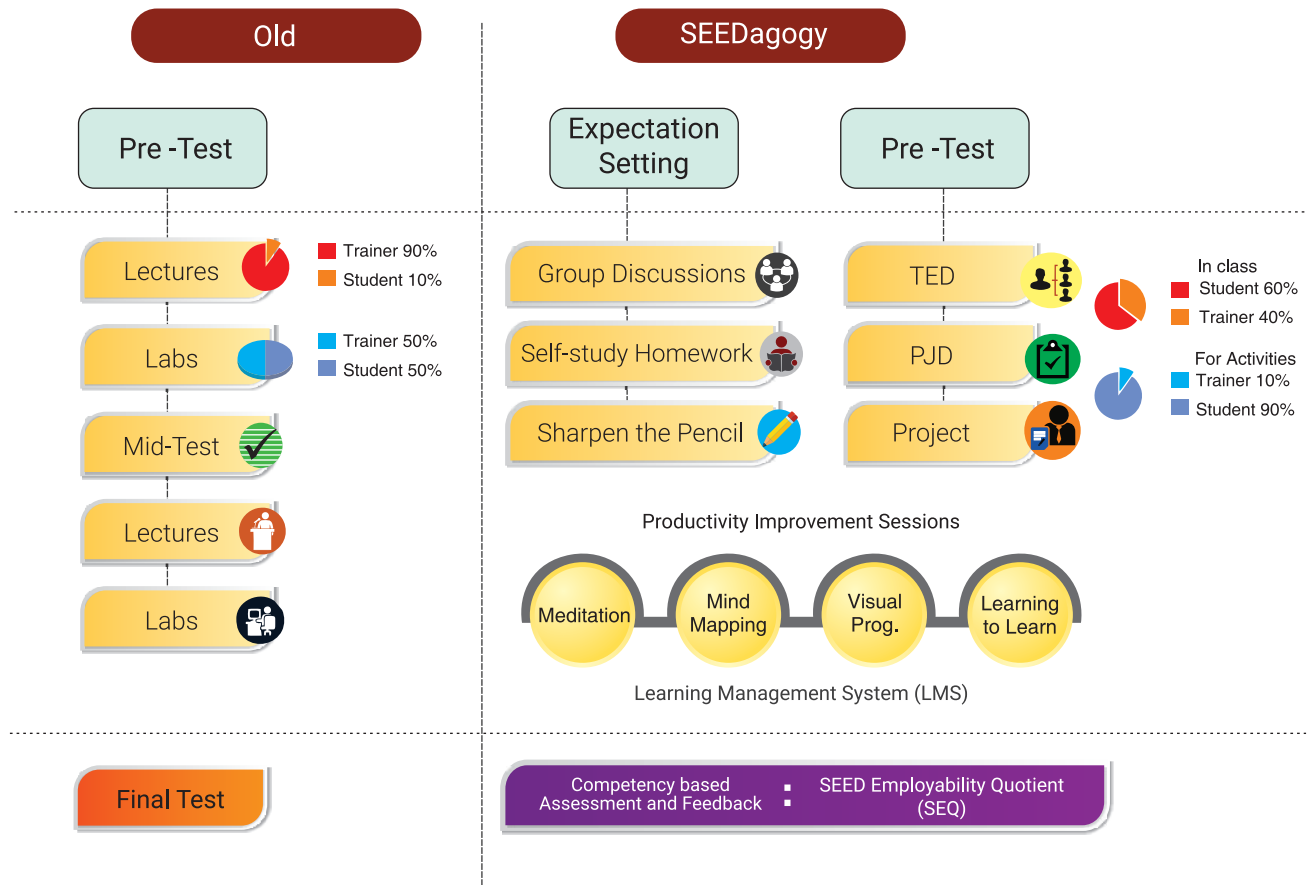 Old
SEEDagogy
Pre -Test
Expectation
Setting
Pre -Test
Lectures
Trainer 90%
Student 10%
Labs
Trainer 50%
Student 50%
Mid-Test
Lectures
Labs
Group Discussions
Self-study Homework
Sharpen the Pencil
TED
PJD
Project
In class
Student 60%
Trainer 40%
For Activities
Trainer 10%
Student 90%
Productivity Improvement Sessions
Meditation
Mind
Mapping
Visual
Prog.
Learning
to Learn
Learning Management System (LMS)
Final Test
Competency based
Assessment and Feedback
SEED Employability Quotient
(SEQ)